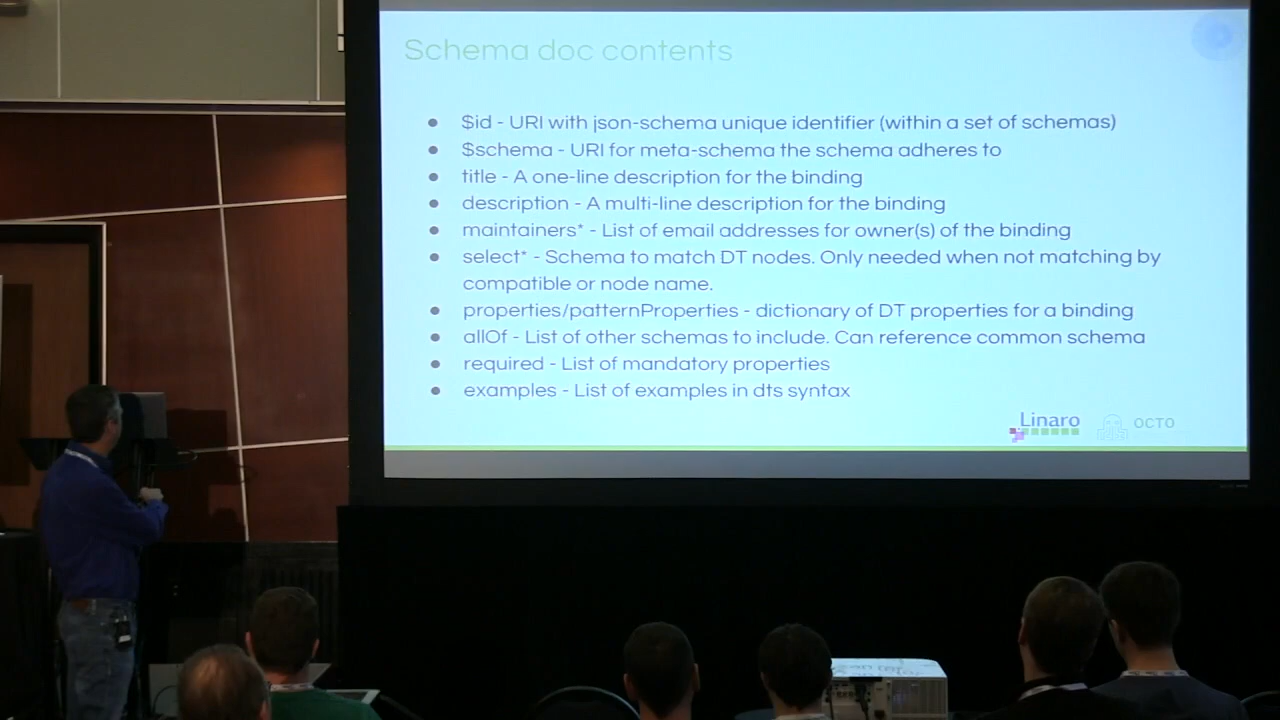 Schema doc contents
● $id - URI with json-schema unique identifier (within a set of schemas)
● $schema - URI for meta-schema the schema adheres to
● title - A one-line description for the binding
● description - A multi-line description for the binding
● maintainers* - List of email addresses for owner(s) of the binding
● select* - Schema to match DT nodes. Only needed when not matching by
compatible or node name.
● properties/patternProperties - dictionary of DT properties for a binding
● allOf - List of other schemas to include. Can reference common schema
● required - List of mandatory properties
● examples - List of examples in dts syntax
Linaro
OCTO